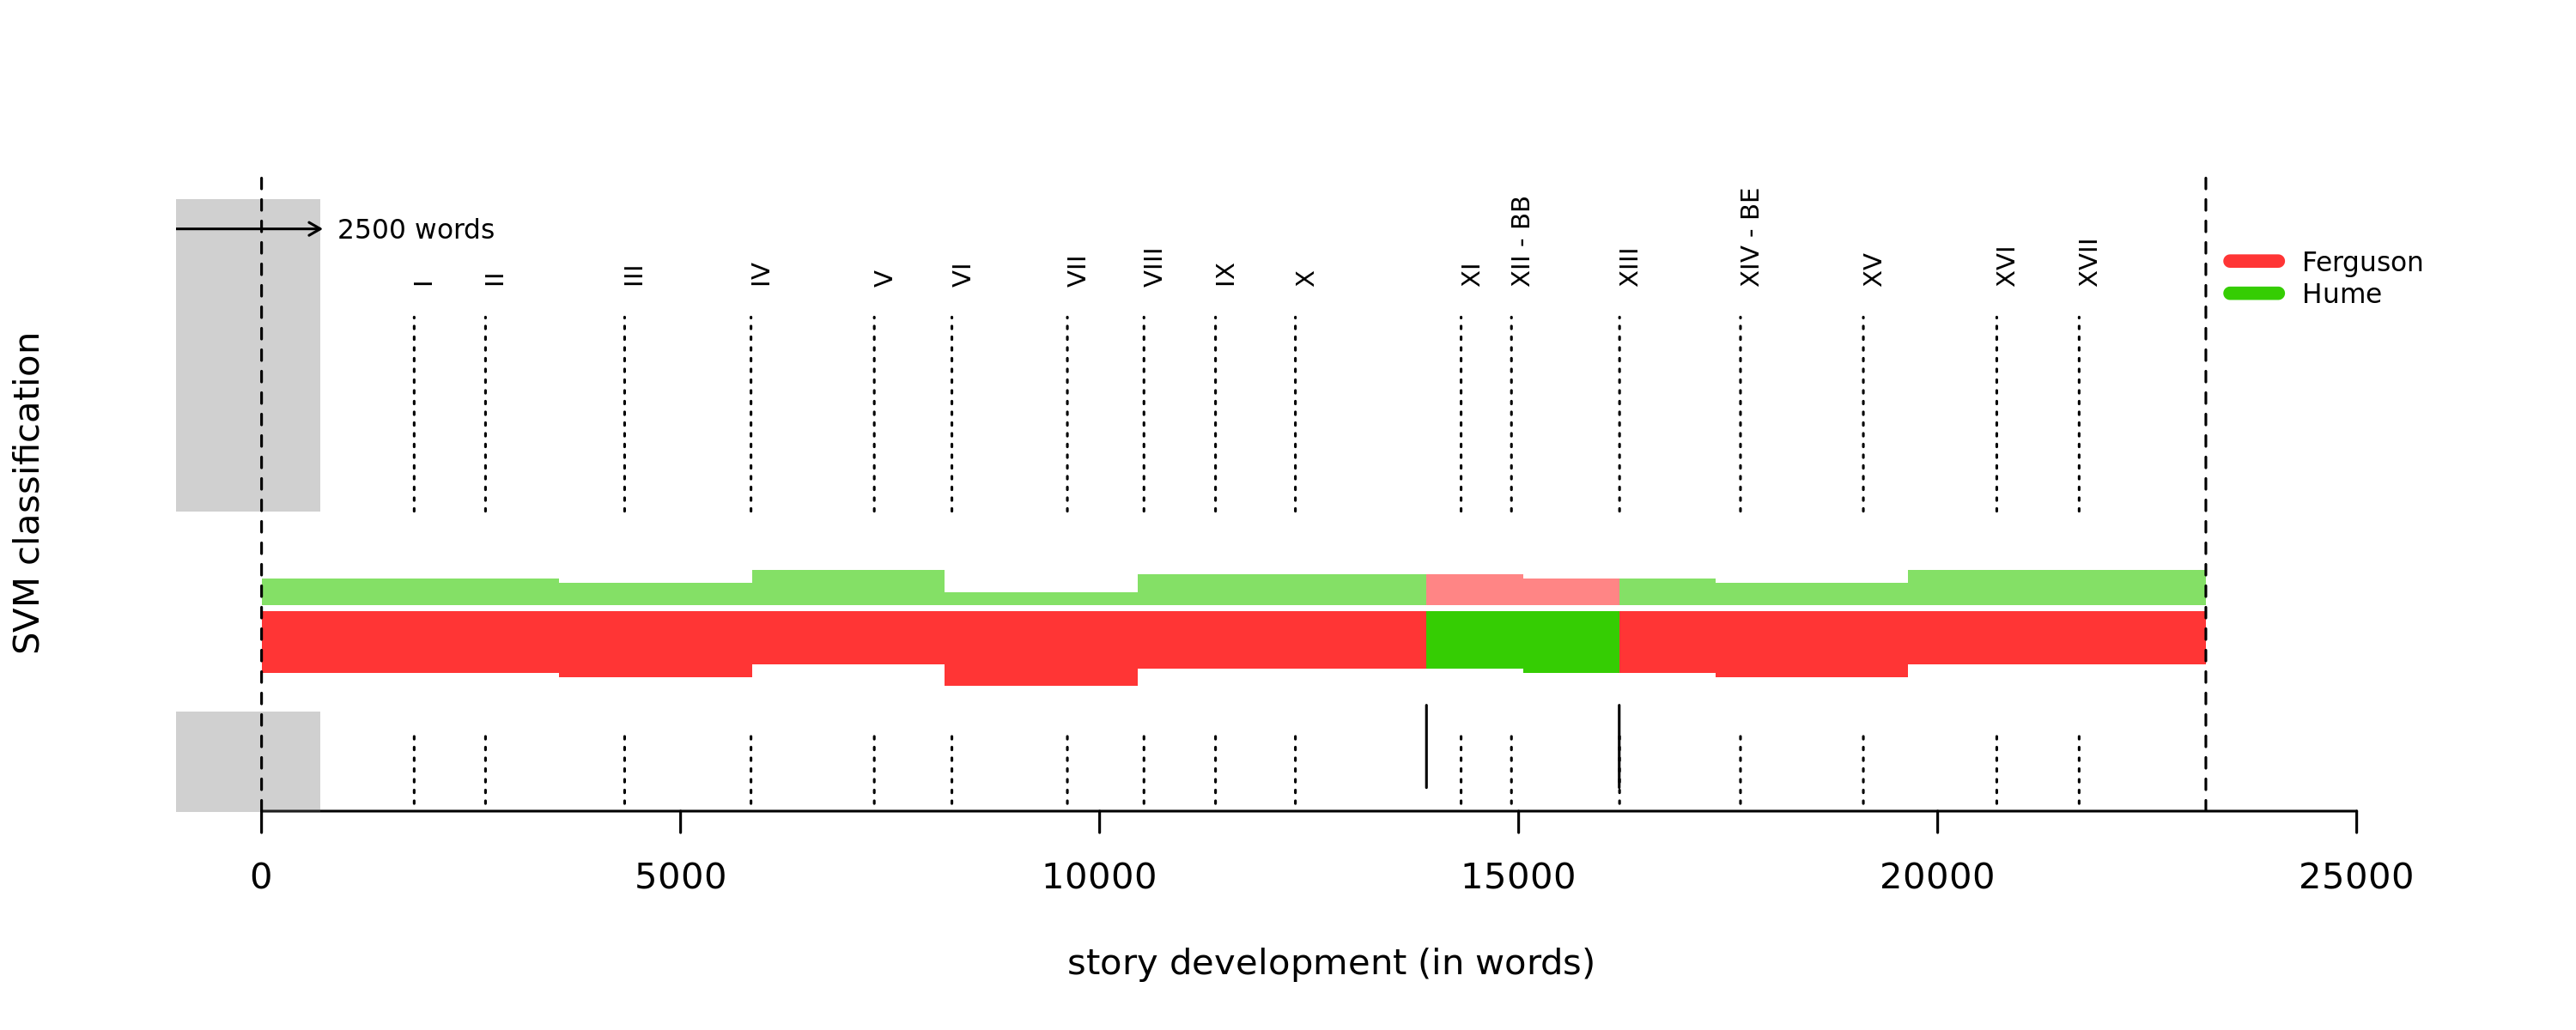 2500 words
I
II
III
IV
V
VI
VII
VIII
IX
X
XI
XII - BB
XIII
XIV - BE
XV
XVI
XVII
Ferguson
Hume
SVM classification
0
5000
10000
15000
20000
25000
story development (in words)